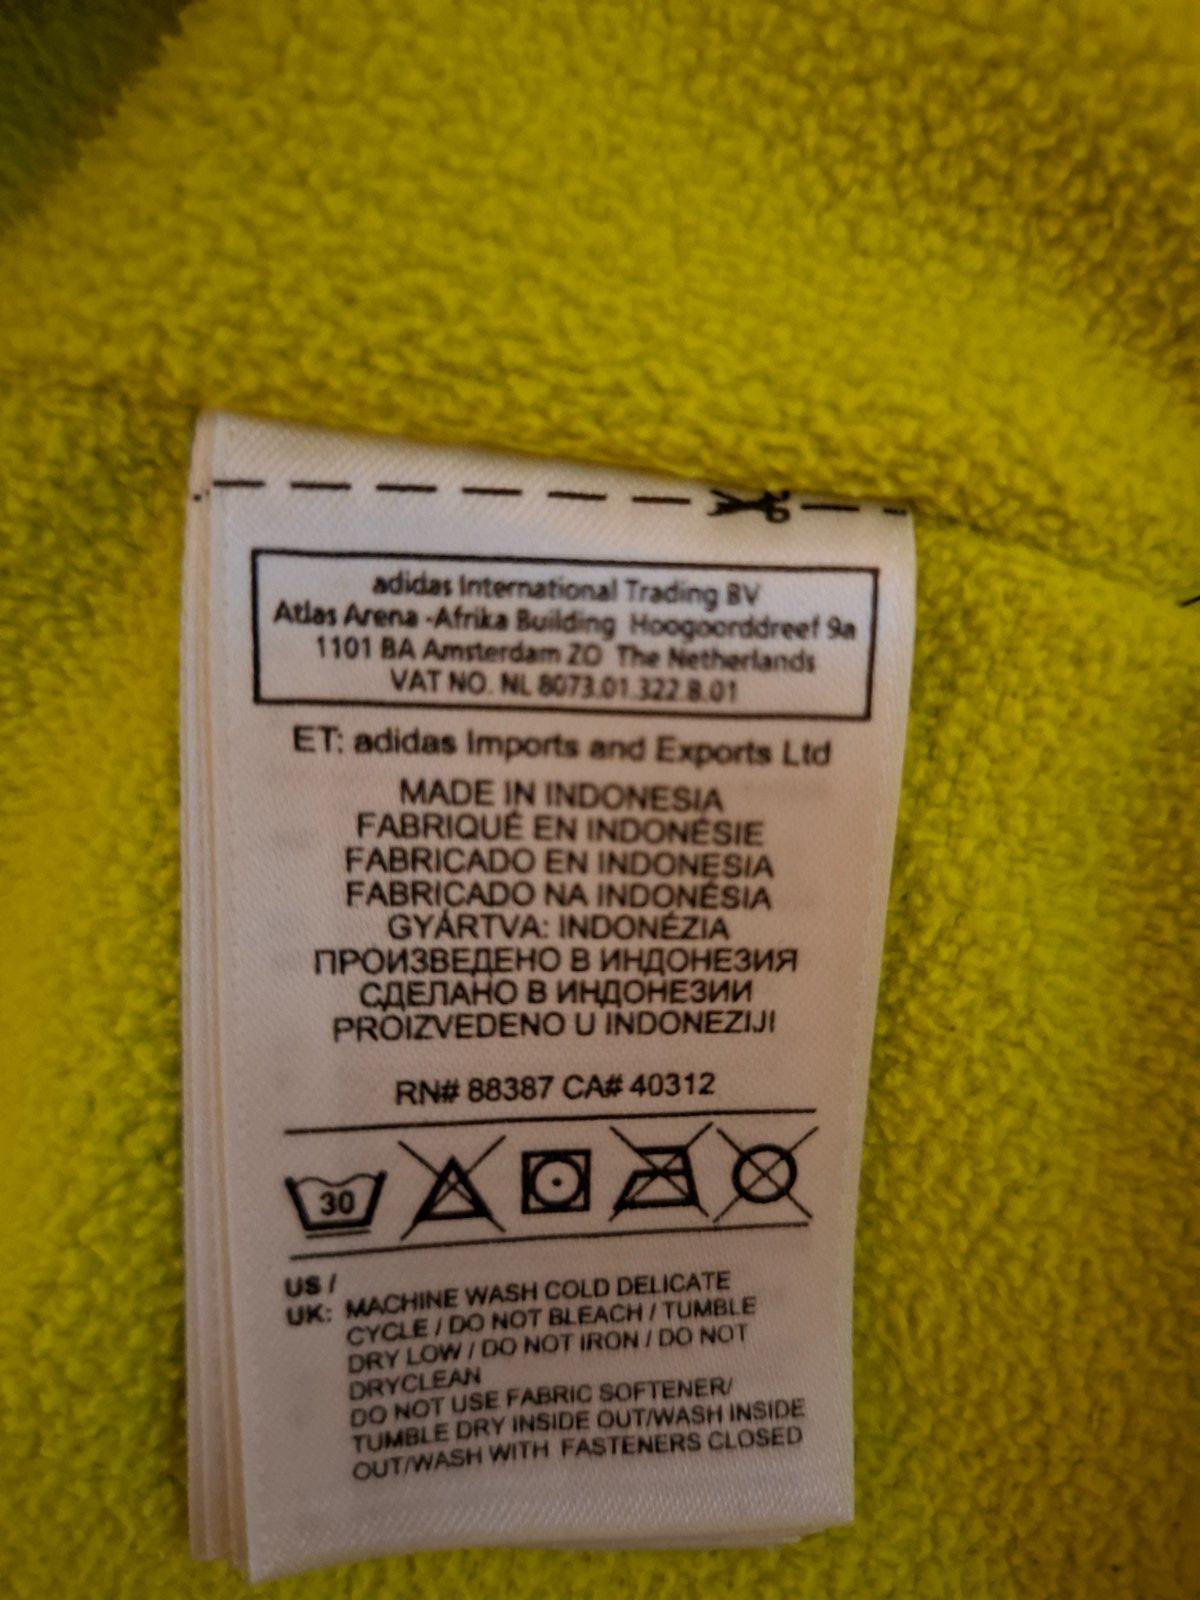 adidas International Trading BV
Atlas Arena -Afrika Building Hoogoorddreef 9a
1101 BA Amsterdam ZO The Netherlands
VAT NO. NL 8073.01.322.B.01
ET: adidas Imports and Exports Ltd
MADE IN INDONESIA
FABRIQUÉ EN INDONÉSIE
FABRICADO EN INDONESIA
FABRICADO NA INDONÉSIA
GYÁRTVA: INDONÉZIA
ПРОИЗВЕДЕНО В ИНДОНЕЗИЯ
СДЕЛАНО В ИНДОНЕЗИИ
PROIZVEDENO U INDONEZIJI
RN# 88387 CA# 40312
30
US /
UK: MACHINE WASH COLD DELICATE
CYCLE / DO NOT BLEACH / TUMBLE
DRY LOW / DO NOT IRON / DO NOT
DRYCLEAN
DO NOT USE FABRIC SOFTENER/
TUMBLE DRY INSIDE OUT/WASH INSIDE
OUT/WASH WITH FASTENERS CLOSED